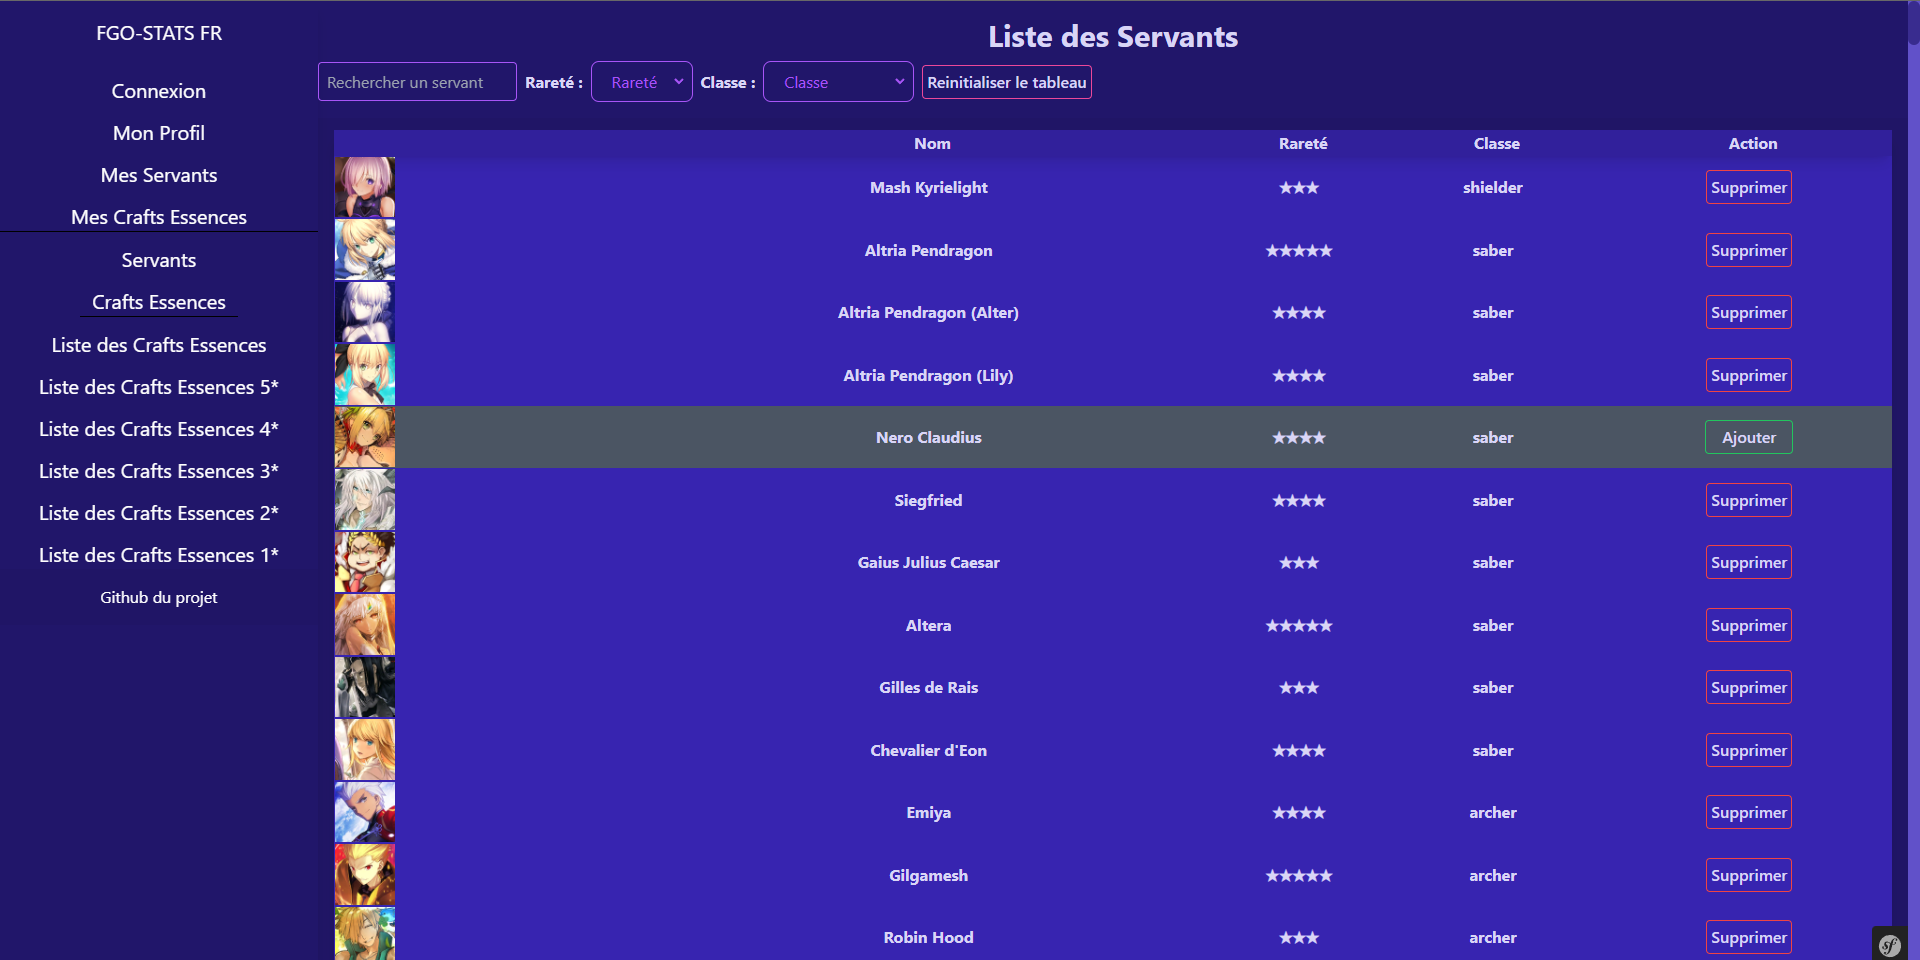 FGO-STATS FR
Connexion
Mon Profil
Mes Servants
Mes Crafts Essences
Servants
Crafts Essences
Liste des Crafts Essences
Liste des Crafts Essences 5*
Liste des Crafts Essences 4*
Liste des Crafts Essences 3*
Liste des Crafts Essences 2*
Liste des Crafts Essences 1*
Github du projet
Liste des Servants
Rechercher un servant Rareté : Rareté Classe : Classe Reinitialiser le tableau
Nom Rareté Classe Action
Mash Kyrielight ★★★ shielder Supprimer
Altria Pendragon ★★★★★ saber Supprimer
Altria Pendragon (Alter) ★★★★ saber Supprimer
Altria Pendragon (Lily) ★★★★ saber Supprimer
Nero Claudius ★★★★ saber Ajouter
Siegfried ★★★★ saber Supprimer
Gaius Julius Caesar ★★★ saber Supprimer
Altera ★★★★★ saber Supprimer
Gilles de Rais ★★★ saber Supprimer
Chevalier d'Eon ★★★★ saber Supprimer
Emiya ★★★★ archer Supprimer
Gilgamesh ★★★★★ archer Supprimer
Robin Hood ★★★ archer Supprimer
sf